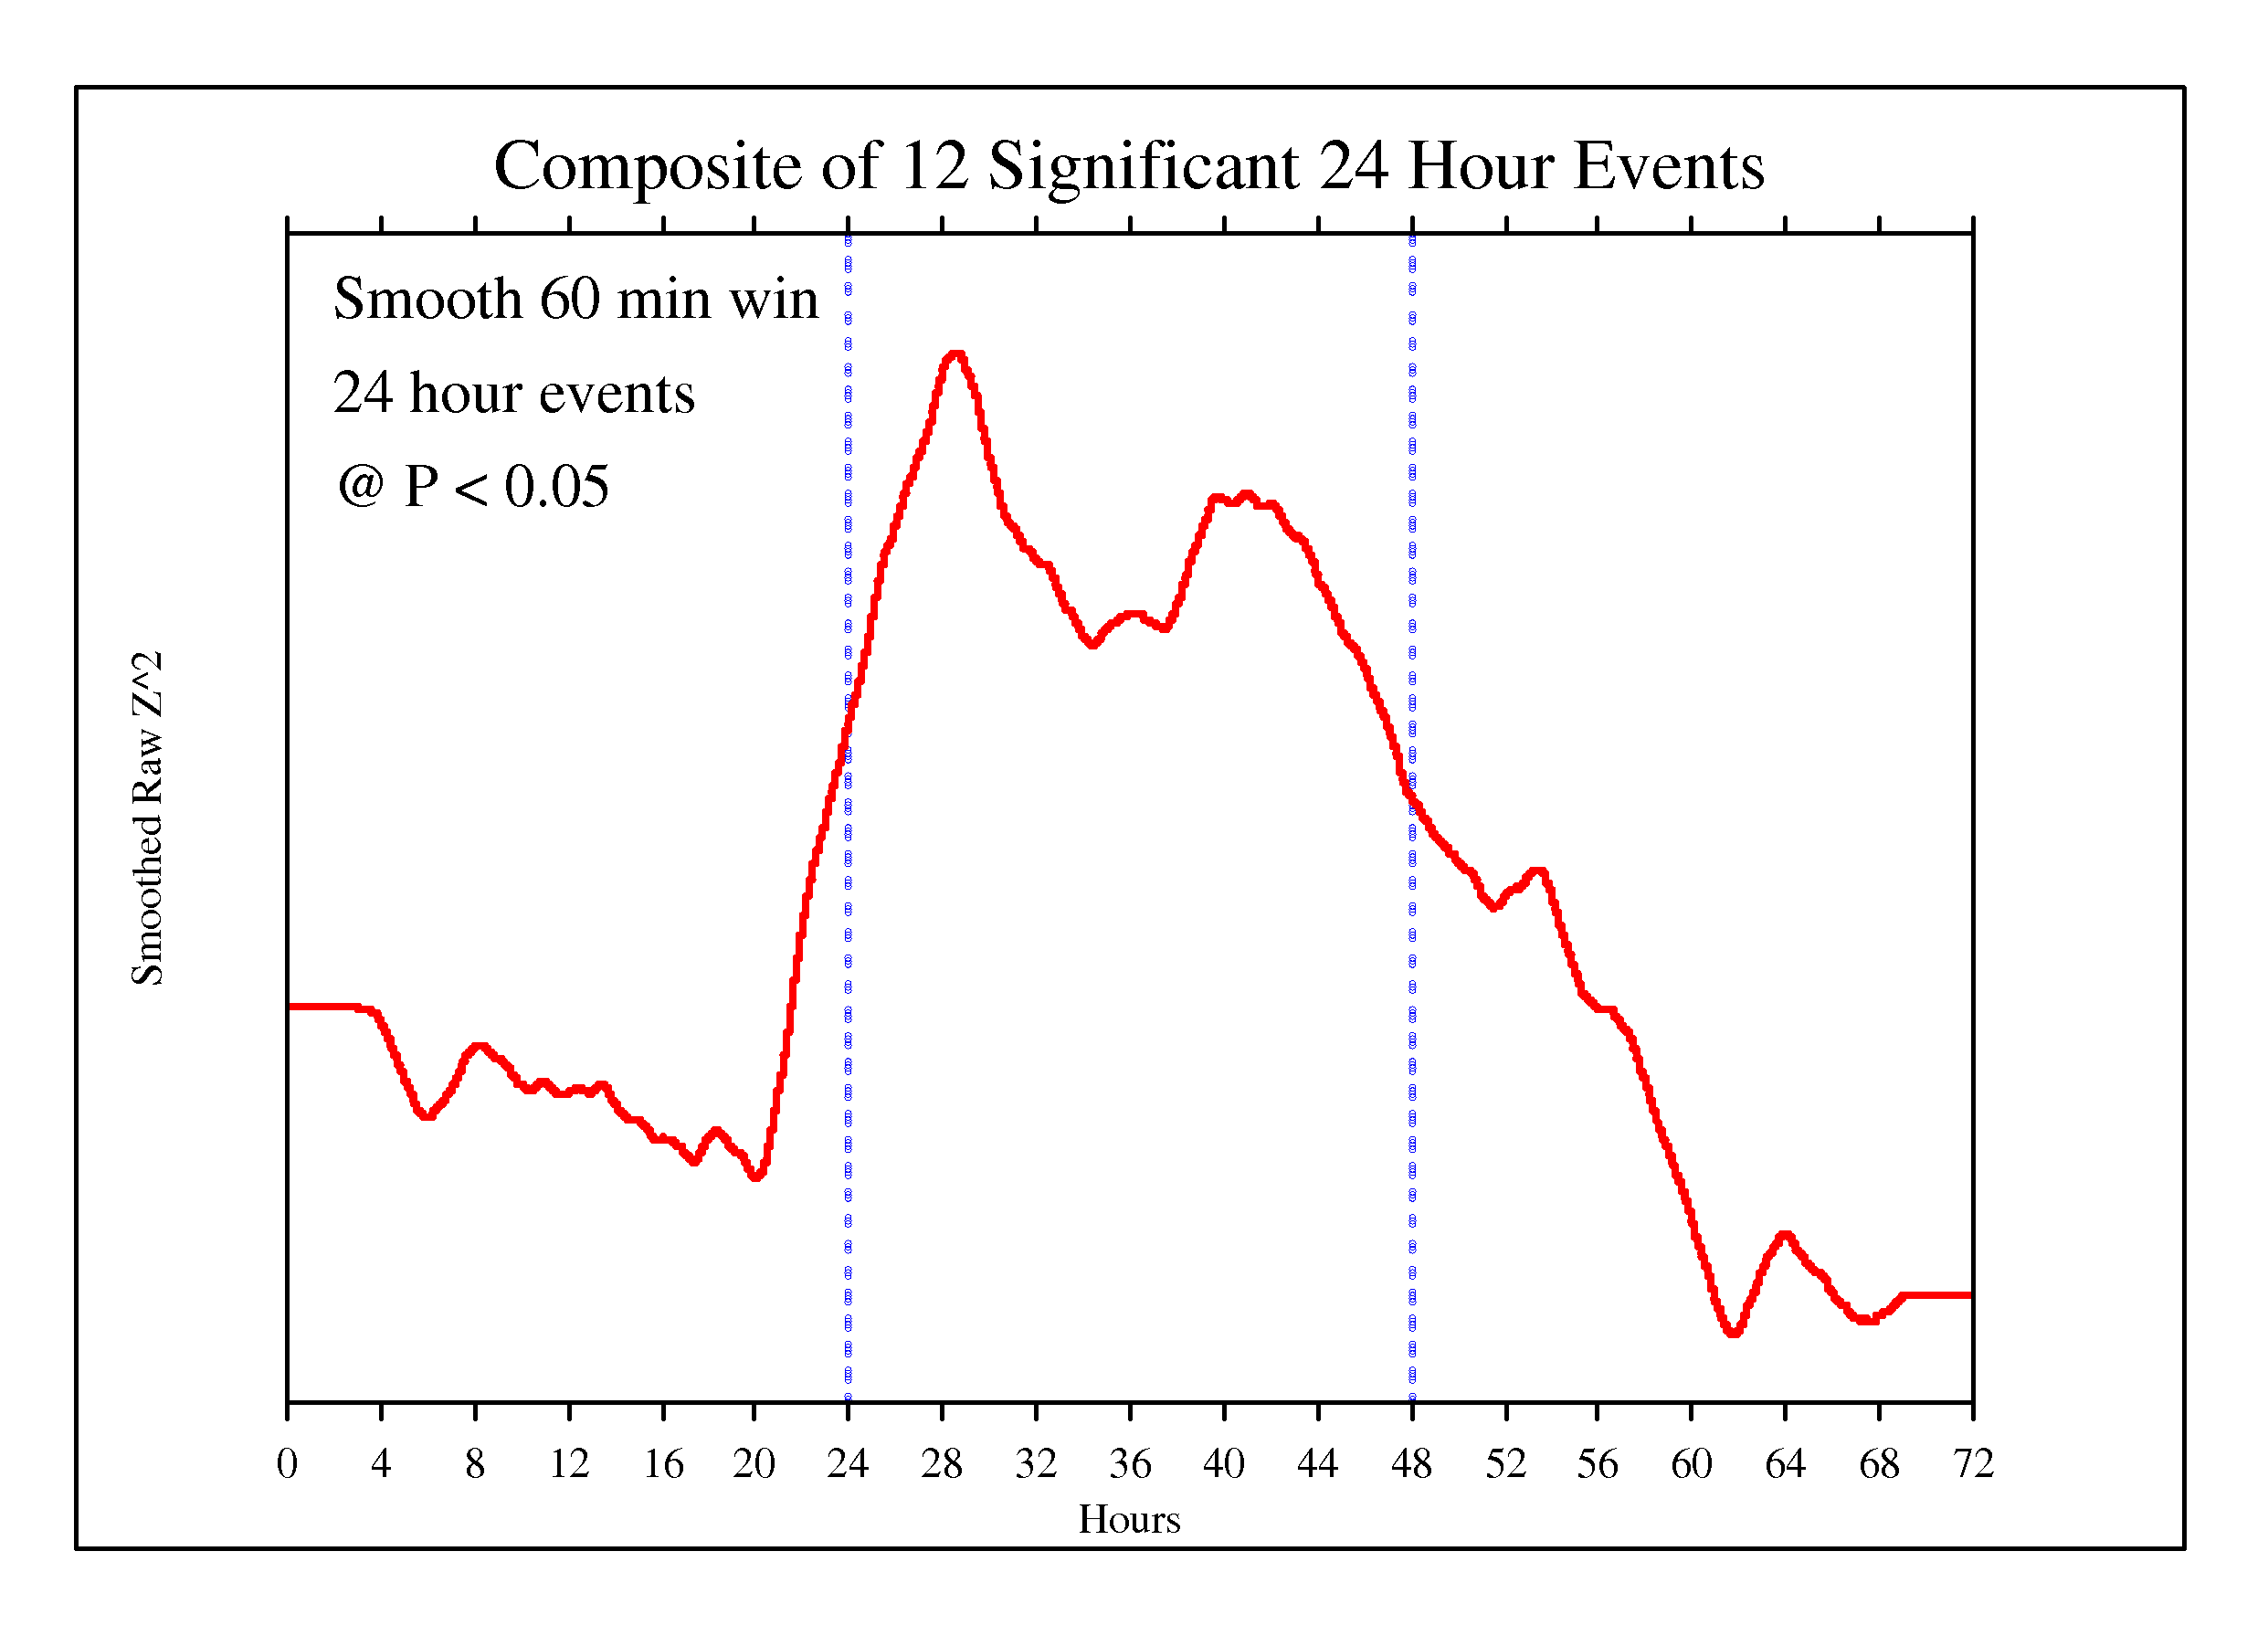 Composite of 12 Significant 24 Hour Events
Smooth 60 min win
24 hour events
@ P < 0.05
Smoothed Raw Z^2
0 4 8 12 16 20 24 28 32 36 40 44 48 52 56 60 64 68 72
Hours